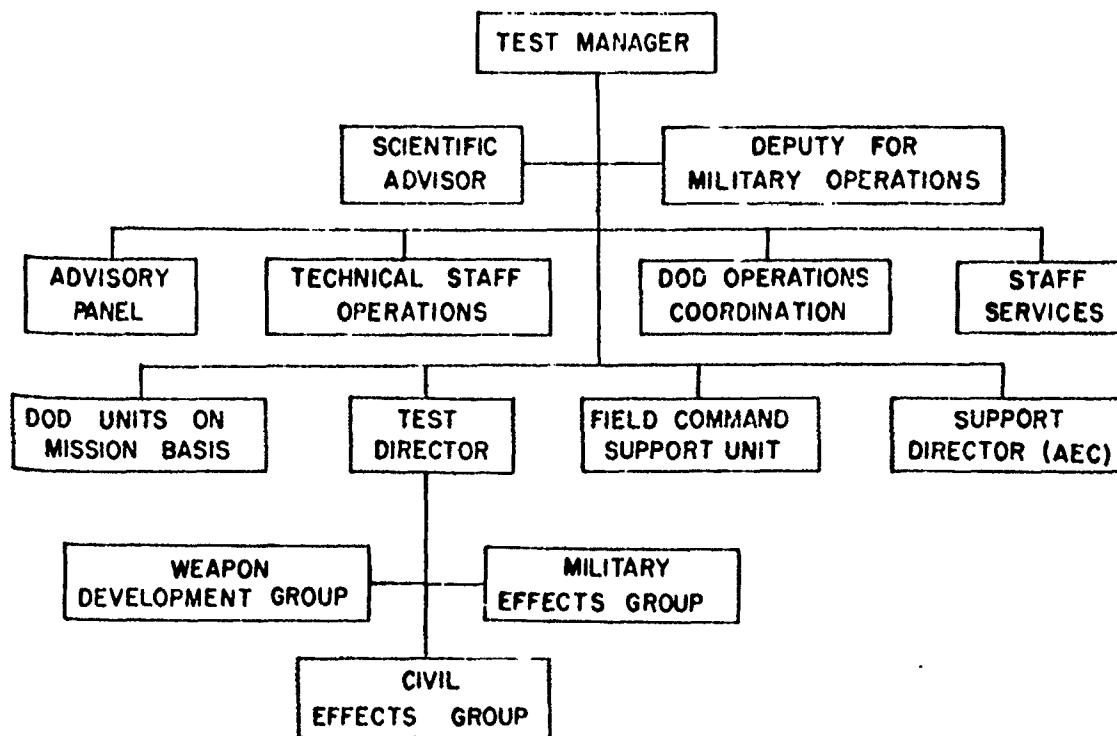 TEST MANAGER
SCIENTIFIC
ADVISOR
DEPUTY FOR
MILITARY OPERATIONS
ADVISORY
PANEL
TECHNICAL STAFF
OPERATIONS
DOD OPERATIONS
COORDINATION
STAFF
SERVICES
DOD UNITS ON
MISSION BASIS
TEST
DIRECTOR
FIELD COMMAND
SUPPORT UNIT
SUPPORT
DIRECTOR (AEC)
WEAPON
DEVELOPMENT GROUP
MILITARY
EFFECTS GROUP
CIVIL
EFFECTS GROUP